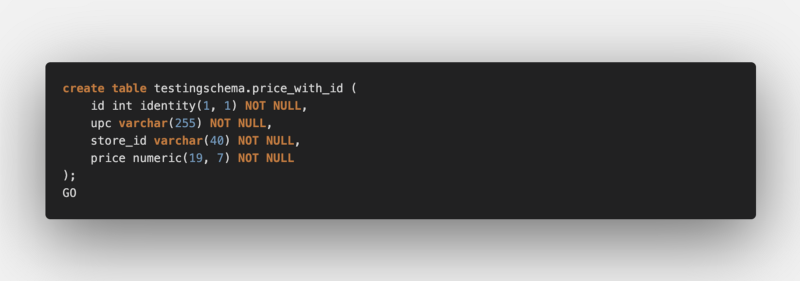 create table testingschema.price_with_id (
    id int identity(1, 1) NOT NULL,
    upc varchar(255) NOT NULL,
    store_id varchar(40) NOT NULL,
    price numeric(19, 7) NOT NULL
);
GO